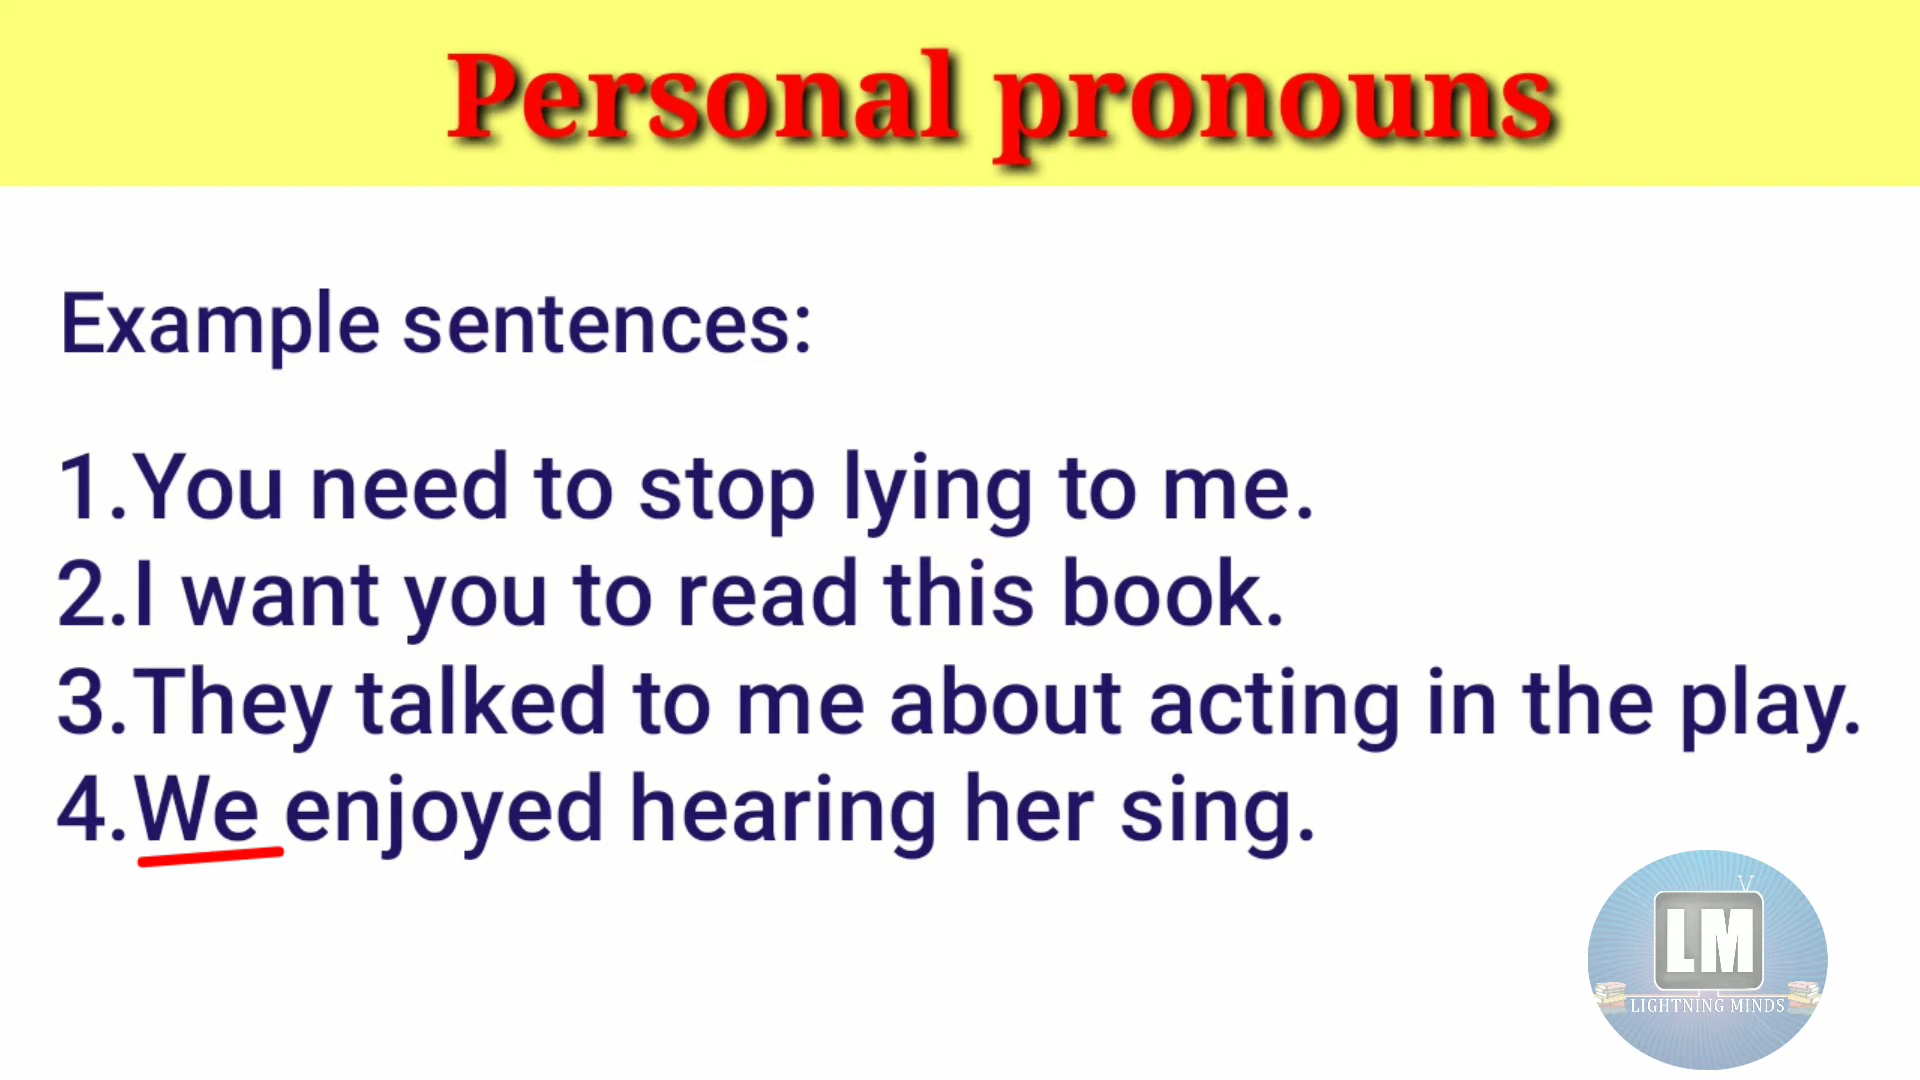 Personal pronouns
Example sentences:
1.You need to stop lying to me.
2.I want you to read this book.
3.They talked to me about acting in the play.
4.We enjoyed hearing her sing.
LM
LIGHTNING MINDS